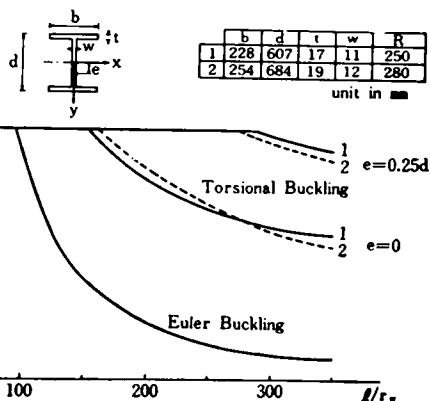 b
t
w
d
e
x
y
b d t w R
1 228 607 17 11 250
2 254 684 19 12 280
unit in mm
1
2 e=0.25d
Torsional Buckling
1
2 e=0
Euler Buckling
100 200 300